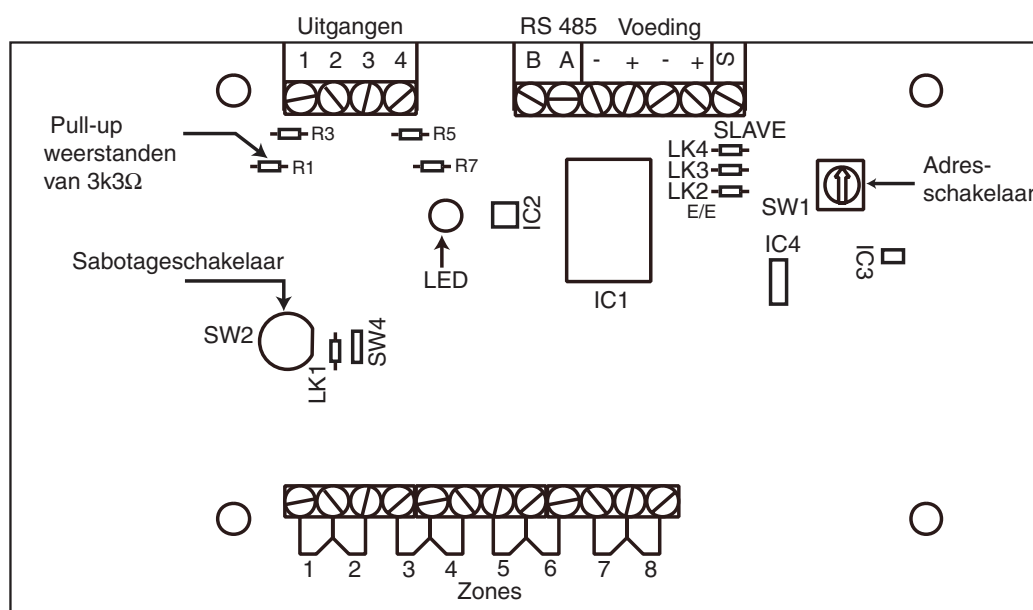 Uitgangen
RS 485 Voeding
1 2 3 4
B A - + - + S
Pull-up
weerstanden
van 3k3Ω
R3
R5
R1
R7
SLAVE
LK4
LK3
LK2
E/E
SW1
Adres-
schakelaar
IC2
LED
IC1
IC4
IC3
Sabotageschakelaar
SW2
LK1
SW4
1 2 3 4 5 6 7 8
Zones